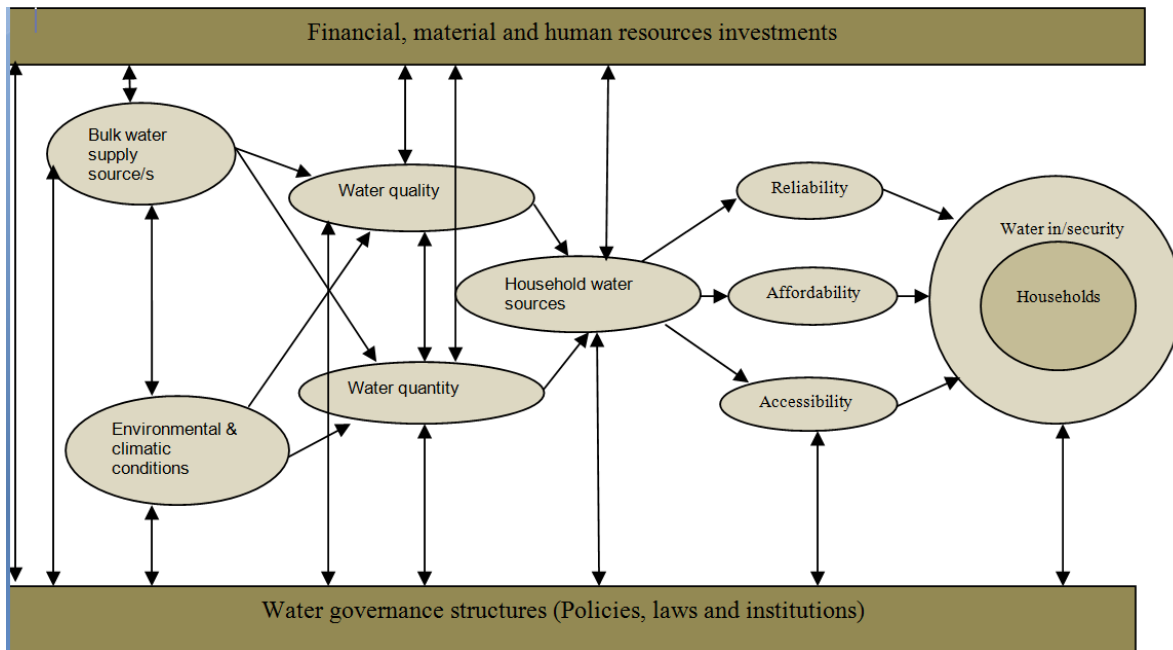 Financial, material and human resources investments
Bulk water
supply
source/s
Water quality
Reliability
Water in/security
Household water
sources
Affordability
Households
Water quantity
Accessibility
Environmental &
climatic
conditions
Water governance structures (Policies, laws and institutions)